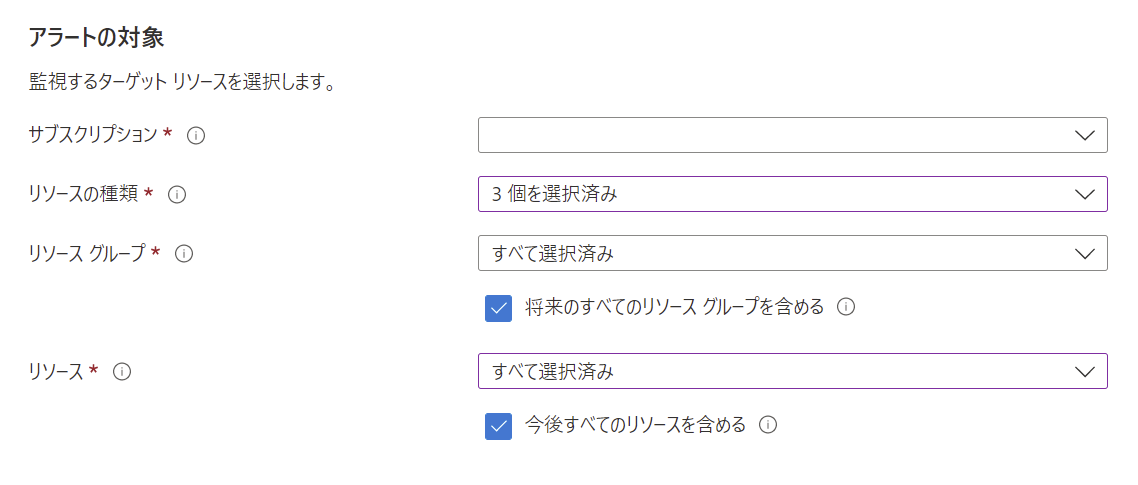 アラートの対象
監視するターゲット リソースを選択します。
サブスクリプション *
リソースの種類 *
3 個を選択済み
リソース グループ *
すべて選択済み
将来のすべてのリソース グループを含める
リソース *
すべて選択済み
今後すべてのリソースを含める